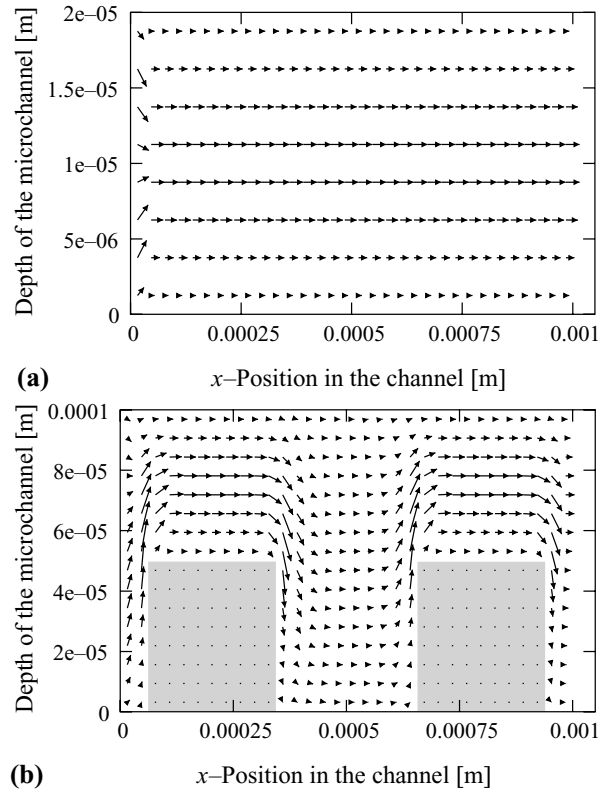 Depth of the microchannel [m]
2e–05
1.5e–05
1e–05
5e–06
0
0 0.00025 0.0005 0.00075 0.001
(a) x–Position in the channel [m]
Depth of the microchannel [m]
0.0001
8e–05
6e–05
4e–05
2e–05
0
0 0.00025 0.0005 0.00075 0.001
(b) x–Position in the channel [m]